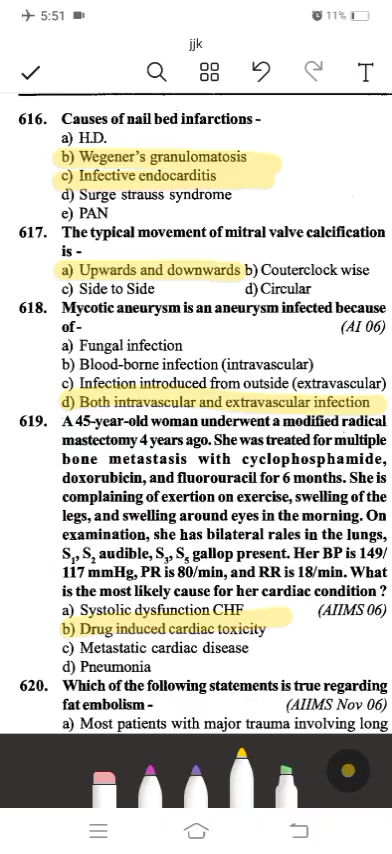 5:51
11%
jjk
T
616. Causes of nail bed infarctions -
a) H.D.
b) Wegener's granulomatosis
c) Infective endocarditis
d) Surge strauss syndrome
e) PAN
617. The typical movement of mitral valve calcification
is -
a) Upwards and downwards b) Couterclock wise
c) Side to Side d) Circular
618. Mycotic aneurysm is an aneurysm infected because
of - (AI 06)
a) Fungal infection
b) Blood-borne infection (intravascular)
c) Infection introduced from outside (extravascular)
d) Both intravascular and extravascular infection
619. A 45-year-old woman underwent a modified radical
mastectomy 4 years ago. She was treated for multiple
bone metastasis with cyclophosphamide,
doxorubicin, and fluorouracil for 6 months. She is
complaining of exertion on exercise, swelling of the
legs, and swelling around eyes in the morning. On
examination, she has bilateral rales in the lungs,
S₁, S₂ audible, S₃, S₅ gallop present. Her BP is 149/
117 mmHg, PR is 80/min, and RR is 18/min. What
is the most likely cause for her cardiac condition ?
a) Systolic dysfunction CHF (AIIMS 06)
b) Drug induced cardiac toxicity
c) Metastatic cardiac disease
d) Pneumonia
620. Which of the following statements is true regarding
fat embolism - (AIIMS Nov 06)
a) Most patients with major trauma involving long